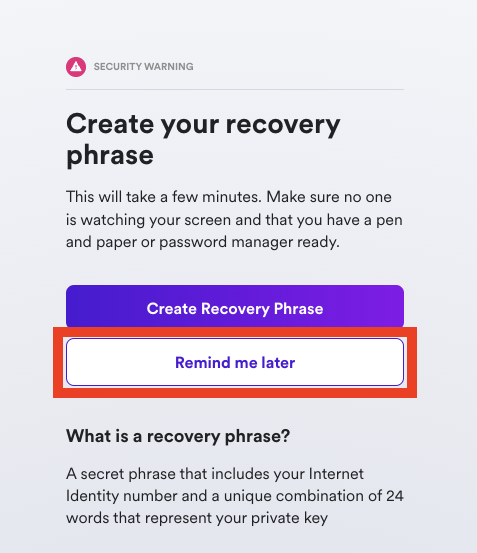 SECURITY WARNING
Create your recovery
phrase
This will take a few minutes. Make sure no one
is watching your screen and that you have a pen
and paper or password manager ready.
Create Recovery Phrase
Remind me later
What is a recovery phrase?
A secret phrase that includes your Internet
Identity number and a unique combination of 24
words that represent your private key